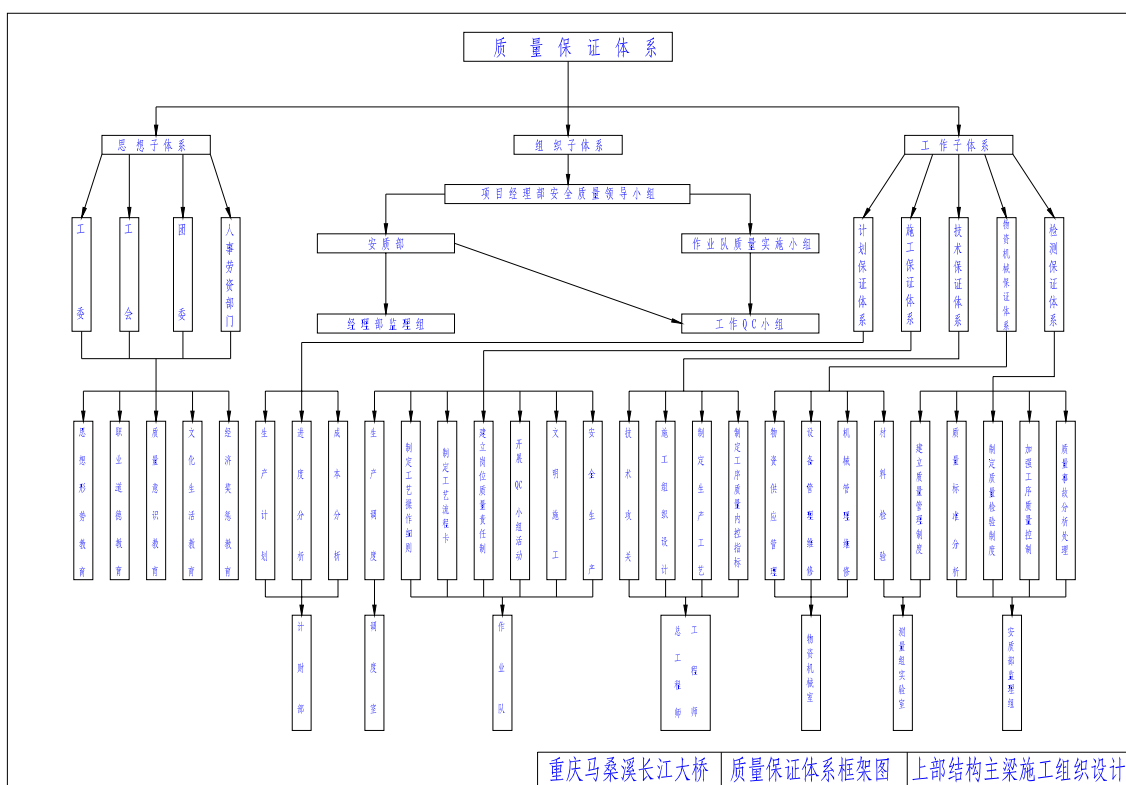 质量保证体系
思想子体系
组织子体系
工作子体系
项目经理部安全质量领导小组
工委
工会
团委
人事劳资部门
安质部
作业队质量实施小组
计划保证体系
施工保证体系
技术保证体系
物资机械保证体系
检测保证体系
经理部监理组
工作QC小组
思想形势教育
职业道德教育
质量意识教育
文化生活教育
经济奖惩教育
生产计划
进度分析
成本分析
生产调度
制定工艺操作细则
制定工艺流程卡
建立岗位质量责任制
开展QC小组活动
文明施工
安全生产
技术攻关
施工组织设计
制定生产工艺
制定工序质量内控指标
物资供应管理
设备管理维修
机械管理维修
材料检验
建立质量管理制度
质量标准分析
制定质量检验制度
加强工序质量控制
质量事故分析处理
计财部
调度室
作业队
总工程师
工程师
物资机械室
测量组实验室
安质部监理组
重庆马桑溪长江大桥
质量保证体系框架图
上部结构主梁施工组织设计